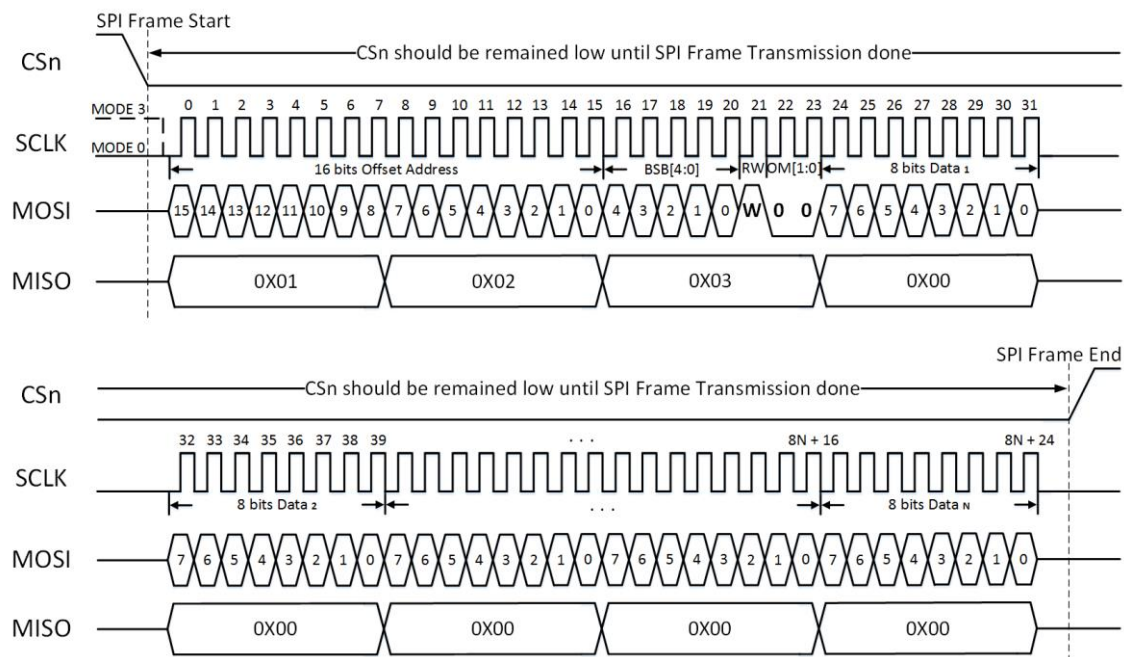 SPI Frame Start
CSn
CSn should be remained low until SPI Frame Transmission done
MODE 3
0 1 2 3 4 5 6 7 8 9 10 11 12 13 14 15 16 17 18 19 20 21 22 23 24 25 26 27 28 29 30 31
SCLK
MODE 0
16 bits Offset Address BSB[4:0] RW OM[1:0] 8 bits Data 1
MOSI 15 14 13 12 11 10 9 8 7 6 5 4 3 2 1 0 4 3 2 1 0 W 0 0 7 6 5 4 3 2 1 0
MISO 0X01 0X02 0X03 0X00
SPI Frame End
CSn
CSn should be remained low until SPI Frame Transmission done
32 33 34 35 36 37 38 39 . . . 8N + 16 8N + 24
SCLK
8 bits Data 2 . . . 8 bits Data N
MOSI 7 6 5 4 3 2 1 0 7 6 5 4 3 2 1 0 7 6 5 4 3 2 1 0 7 6 5 4 3 2 1 0
MISO 0X00 0X00 0X00 0X00